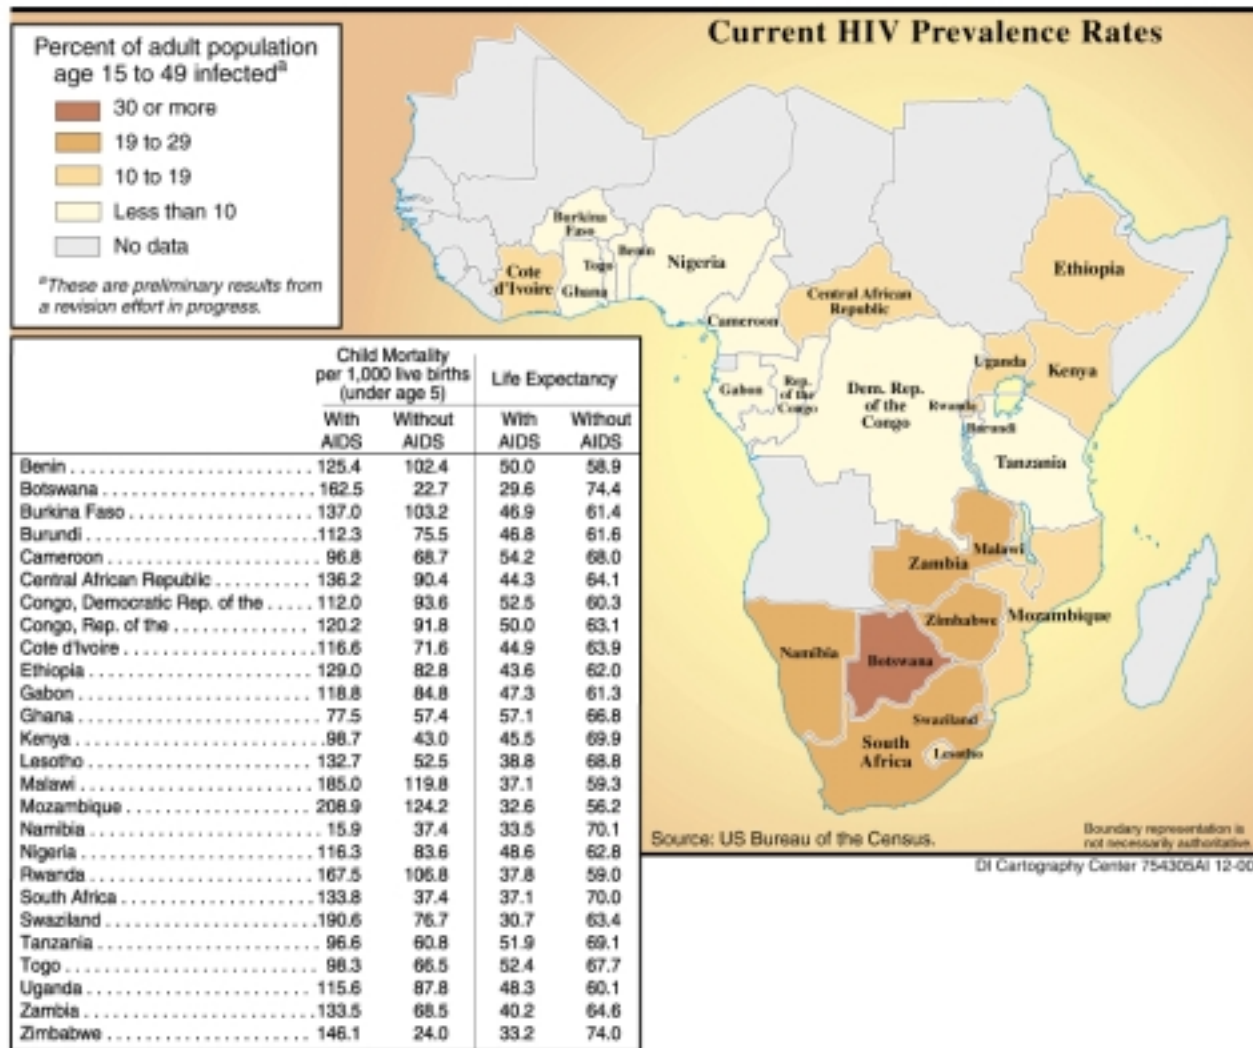 Current HIV Prevalence Rates
Percent of adult population
age 15 to 49 infectedª
30 or more
19 to 29
10 to 19
Less than 10
No data
ªThese are preliminary results from
a revision effort in progress.
Burkina
Faso
Benin
Nigeria
Togo
Cote
d'Ivoire
Ghana
Ethiopia
Central African
Republic
Cameroon
Uganda
Kenya
Gabon
Rep.
of the
Congo
Dem. Rep.
of the
Congo
Rwanda
Burundi
Tanzania
Malawi
Zambia
Zimbabwe
Mozambique
Namibia
Botswana
Swaziland
South
Africa
Lesotho
Child Mortality
per 1,000 live births
(under age 5)
Life Expectancy
With AIDS
Without AIDS
With AIDS
Without AIDS
Benin 125.4 102.4 50.0 58.9
Botswana 162.5 22.7 29.6 74.4
Burkina Faso 137.0 103.2 46.9 61.4
Burundi 112.3 75.5 46.8 61.6
Cameroon 96.8 68.7 54.2 68.0
Central African Republic 136.2 90.4 44.3 64.1
Congo, Democratic Rep. of the 112.0 93.6 52.5 60.3
Congo, Rep. of the 120.2 91.8 50.0 63.1
Cote d'Ivoire 116.6 71.6 44.9 63.9
Ethiopia 129.0 82.8 43.6 62.0
Gabon 118.8 84.8 47.3 61.3
Ghana 77.5 57.4 57.1 66.8
Kenya 98.7 43.0 45.5 69.9
Lesotho 132.7 52.5 38.8 68.8
Malawi 185.0 119.8 37.1 59.3
Mozambique 208.9 124.2 32.6 56.2
Namibia 15.9 37.4 33.5 70.1
Nigeria 116.3 83.6 48.6 62.8
Rwanda 167.5 106.8 37.8 59.0
South Africa 133.8 37.4 37.1 70.0
Swaziland 190.6 76.7 30.7 63.4
Tanzania 96.6 60.8 51.9 69.1
Togo 98.3 66.5 52.4 67.7
Uganda 115.6 87.8 48.3 60.1
Zambia 133.5 68.5 40.2 64.6
Zimbabwe 146.1 24.0 33.2 74.0
Source: US Bureau of the Census.
Boundary representation is
not necessarily authoritative.
DI Cartography Center 754305AI 12-00